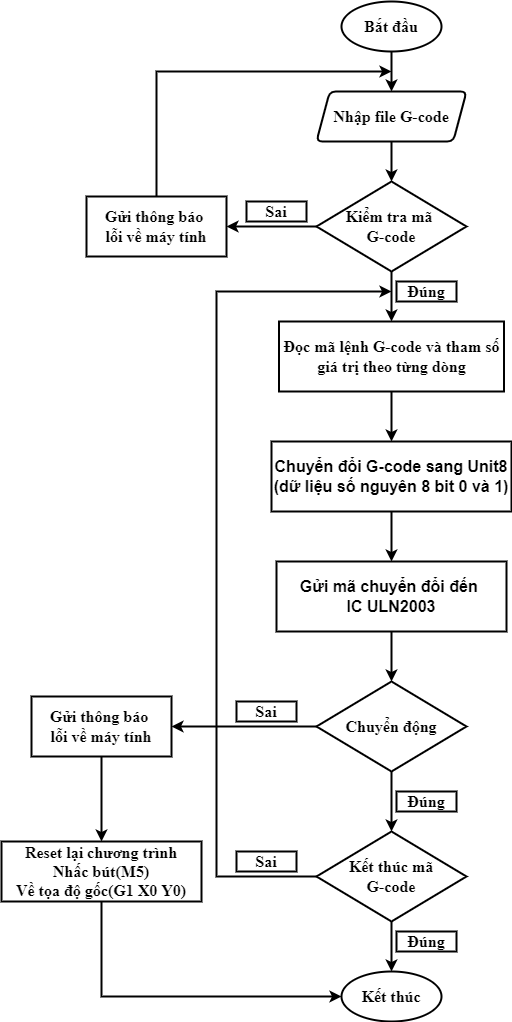 Bắt đầu
Nhập file G-code
Kiểm tra mã
G-code
Sai
Gửi thông báo
lỗi về máy tính
Đúng
Đọc mã lệnh G-code và tham số
giá trị theo từng dòng
Chuyển đổi G-code sang Unit8
(dữ liệu số nguyên 8 bit 0 và 1)
Gửi mã chuyển đổi đến
IC ULN2003
Chuyển động
Sai
Gửi thông báo
lỗi về máy tính
Đúng
Reset lại chương trình
Nhấc bút(M5)
Về tọa độ gốc(G1 X0 Y0)
Kết thúc mã
G-code
Sai
Đúng
Kết thúc